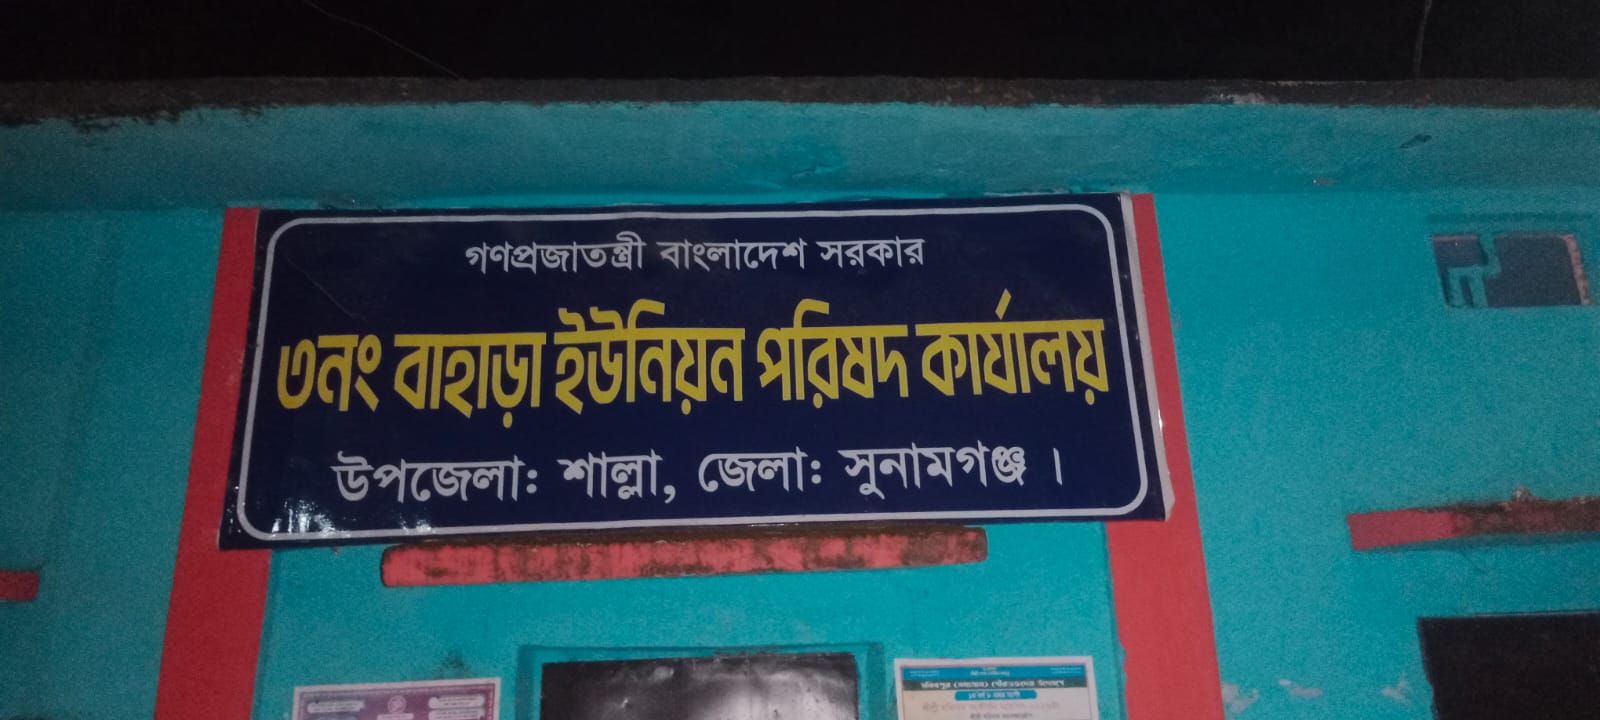 গণপ্রজাতন্ত্রী বাংলাদেশ সরকার
৩নং বাহাড়া ইউনিয়ন পরিষদ কার্যালয়
উপজেলা: শাল্লা, জেলা: সুনামগঞ্জ ।